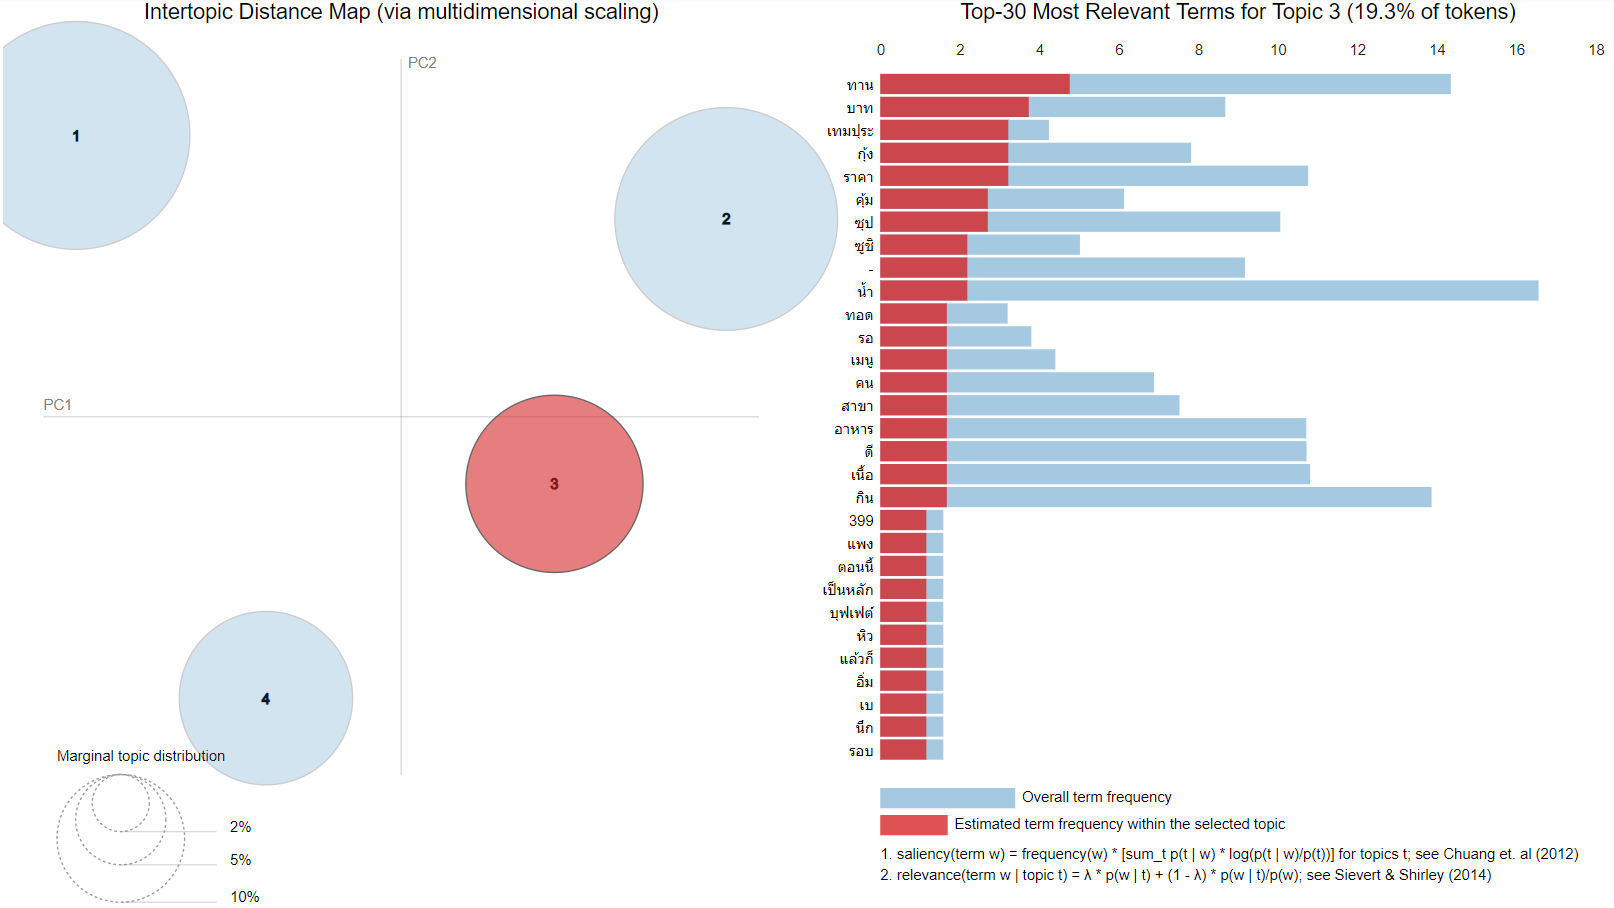 Intertopic Distance Map (via multidimensional scaling)
PC2
PC1
1
2
3
4
Marginal topic distribution
2%
5%
10%
Top-30 Most Relevant Terms for Topic 3 (19.3% of tokens)
0 2 4 6 8 10 12 14 16 18
ทาน
บาท
เทมปุระ
กุ้ง
ราคา
คุ้ม
ซุป
ซูชิ
-
น้ำ
ทอด
รอ
เมนู
คน
สาขา
อาหาร
ดี
เนื้อ
กิน
399
แพง
ตอนนี้
เป็นหลัก
บุฟเฟต์
หิว
แล้วก็
อิ่ม
เบ
นึก
รอบ
Overall term frequency
Estimated term frequency within the selected topic
1. saliency(term w) = frequency(w) * [sum_t p(t | w) * log(p(t | w)/p(t))] for topics t; see Chuang et. al (2012)
2. relevance(term w | topic t) = λ * p(w | t) + (1 - λ) * p(w | t)/p(w); see Sievert & Shirley (2014)